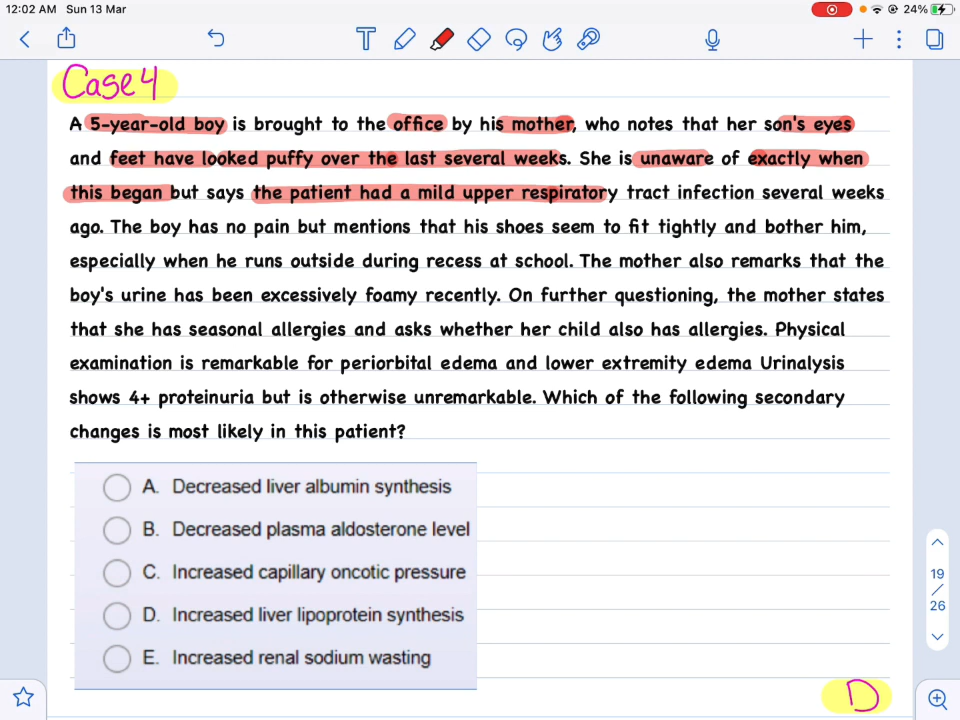 12:02 AM Sun 13 Mar
24%
T
Case 4
A 5-year-old boy is brought to the office by his mother, who notes that her son's eyes
and feet have looked puffy over the last several weeks. She is unaware of exactly when
this began but says the patient had a mild upper respiratory tract infection several weeks
ago. The boy has no pain but mentions that his shoes seem to fit tightly and bother him,
especially when he runs outside during recess at school. The mother also remarks that the
boy's urine has been excessively foamy recently. On further questioning, the mother states
that she has seasonal allergies and asks whether her child also has allergies. Physical
examination is remarkable for periorbital edema and lower extremity edema Urinalysis
shows 4+ proteinuria but is otherwise unremarkable. Which of the following secondary
changes is most likely in this patient?
A. Decreased liver albumin synthesis
B. Decreased plasma aldosterone level
C. Increased capillary oncotic pressure
D. Increased liver lipoprotein synthesis
E. Increased renal sodium wasting
19
/
26
D